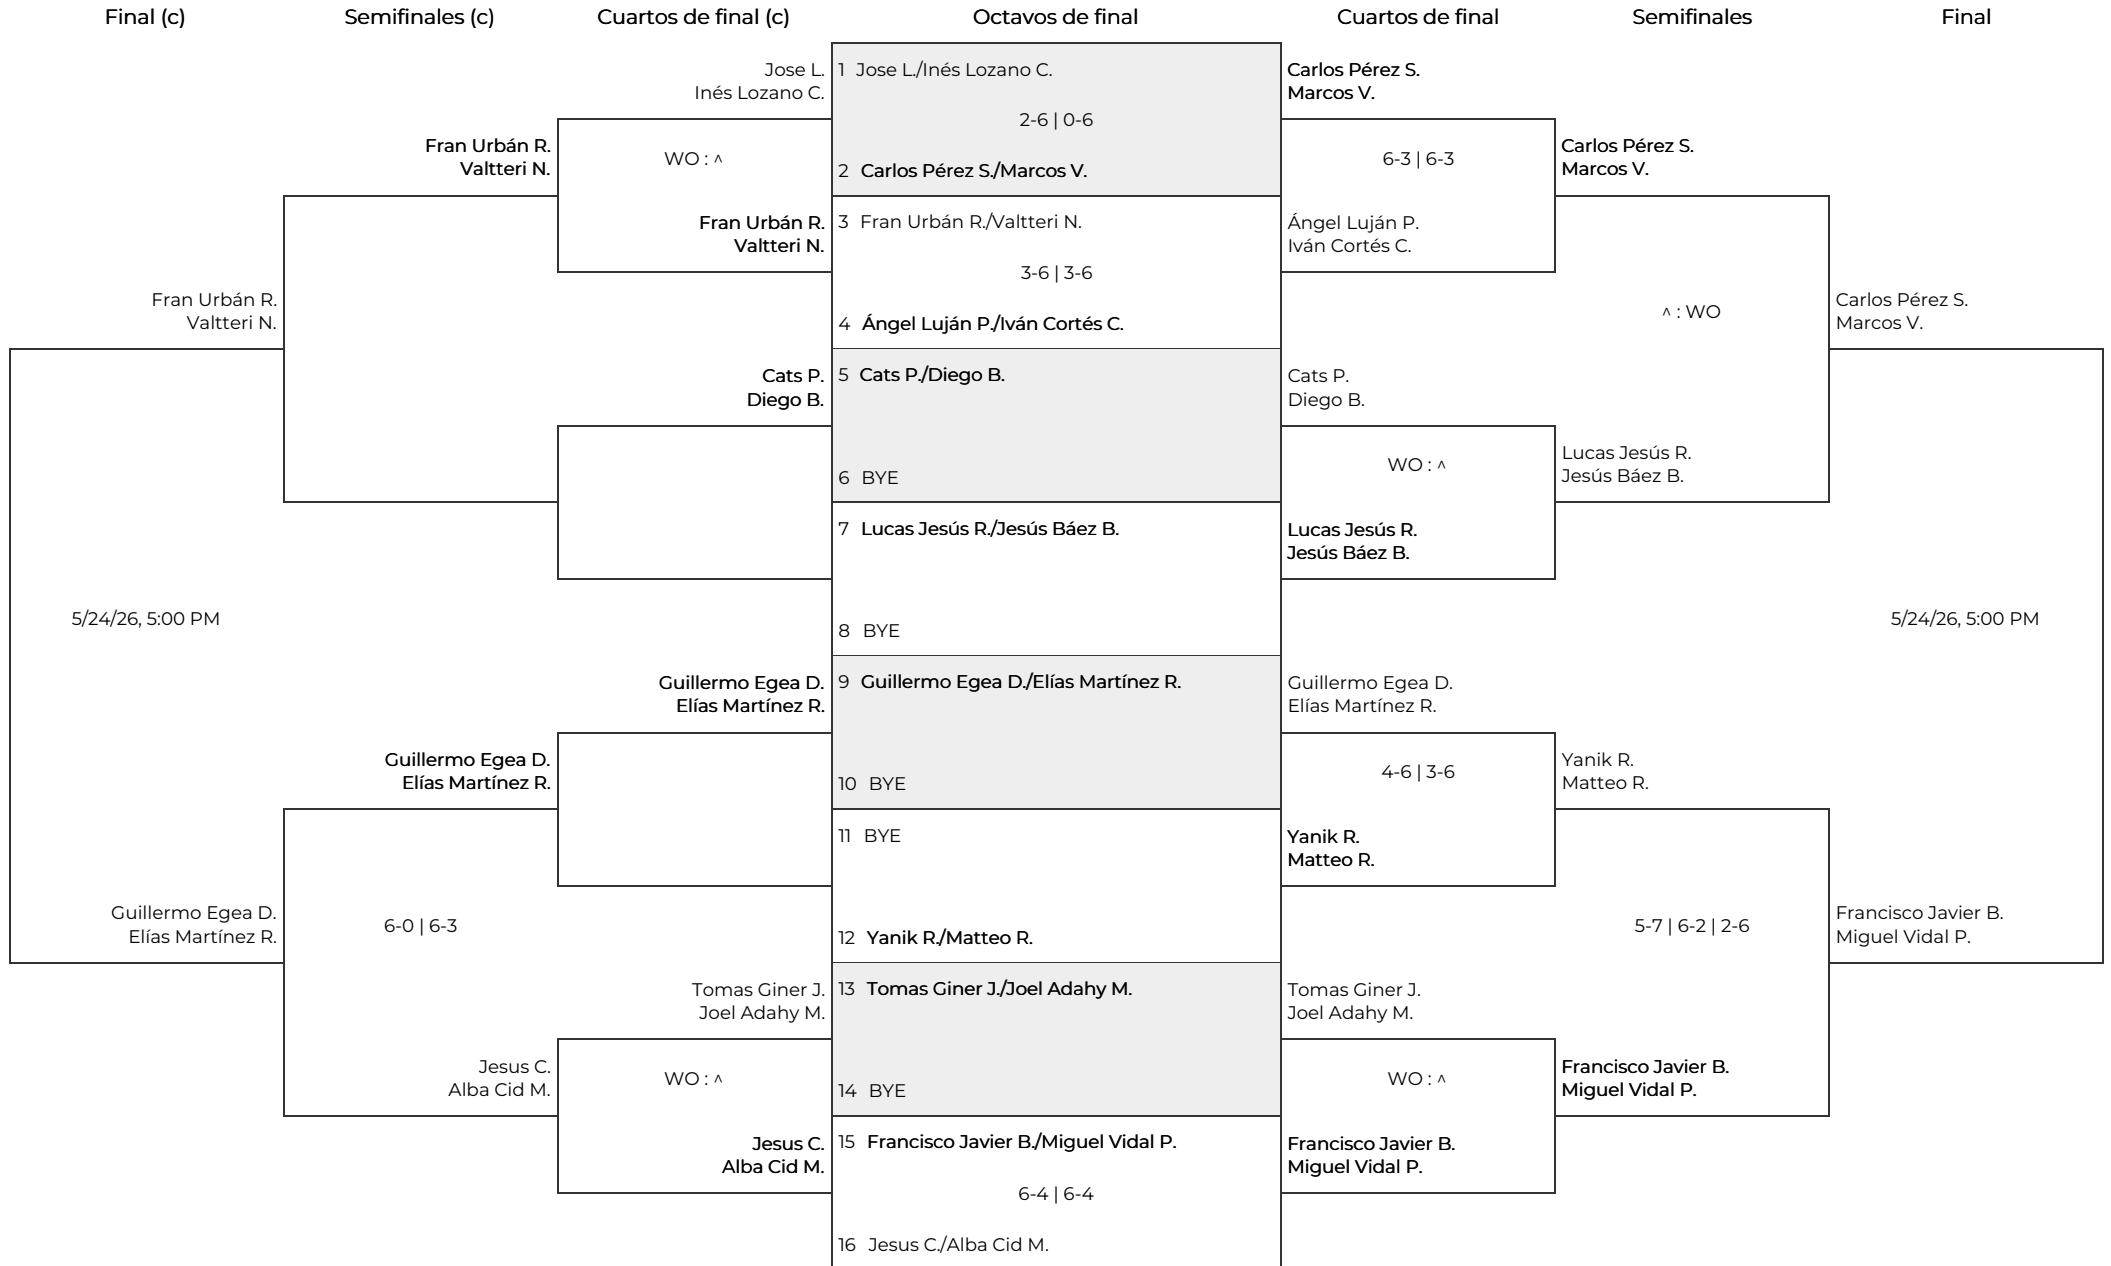 Final (c)
Semifinales (c)
Cuartos de final (c)
Octavos de final
Cuartos de final
Semifinales
Final
Fran Urbán R.
Valtteri N.
5/24/26, 5:00 PM
Guillermo Egea D.
Elías Martínez R.
Fran Urbán R.
Valtteri N.
Guillermo Egea D.
Elías Martínez R.
6-0 | 6-3
Jesus C.
Alba Cid M.
Jose L.
Inés Lozano C.
WO : ^
Fran Urbán R.
Valtteri N.
Cats P.
Diego B.
Guillermo Egea D.
Elías Martínez R.
Tomas Giner J.
Joel Adahy M.
WO : ^
Jesus C.
Alba Cid M.
1 Jose L./Inés Lozano C.
2-6 | 0-6
2 Carlos Pérez S./Marcos V.
3 Fran Urbán R./Valtteri N.
3-6 | 3-6
4 Ángel Luján P./Iván Cortés C.
5 Cats P./Diego B.
6 BYE
7 Lucas Jesús R./Jesús Báez B.
8 BYE
9 Guillermo Egea D./Elías Martínez R.
10 BYE
11 BYE
12 Yanik R./Matteo R.
13 Tomas Giner J./Joel Adahy M.
14 BYE
15 Francisco Javier B./Miguel Vidal P.
6-4 | 6-4
16 Jesus C./Alba Cid M.
Carlos Pérez S.
Marcos V.
6-3 | 6-3
Ángel Luján P.
Iván Cortés C.
Cats P.
Diego B.
WO : ^
Lucas Jesús R.
Jesús Báez B.
Guillermo Egea D.
Elías Martínez R.
4-6 | 3-6
Yanik R.
Matteo R.
Tomas Giner J.
Joel Adahy M.
WO : ^
Francisco Javier B.
Miguel Vidal P.
Carlos Pérez S.
Marcos V.
^ : WO
Lucas Jesús R.
Jesús Báez B.
Yanik R.
Matteo R.
5-7 | 6-2 | 2-6
Francisco Javier B.
Miguel Vidal P.
Carlos Pérez S.
Marcos V.
5/24/26, 5:00 PM
Francisco Javier B.
Miguel Vidal P.